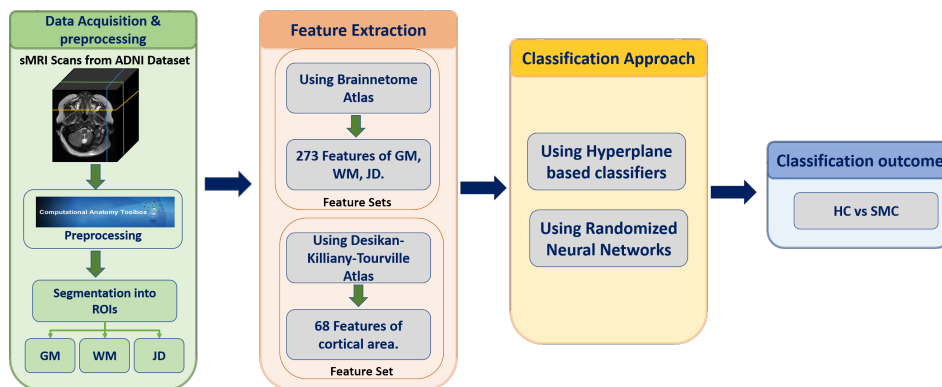 Data Acquisition &
preprocessing
sMRI Scans from ADNI Dataset
Computational Anatomy Toolbox
Preprocessing
Segmentation into
ROIs
GM
WM
JD
Feature Extraction
Using Brainnetome
Atlas
273 Features of GM,
WM, JD.
Feature Sets
Using Desikan-
Killiany-Tourville
Atlas
68 Features of
cortical area.
Feature Set
Classification Approach
Using Hyperplane
based classifiers
Using Randomized
Neural Networks
Classification outcome
HC vs SMC